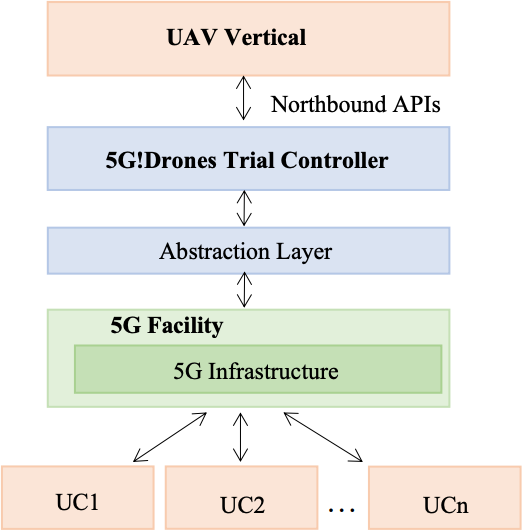 UAV Vertical
Northbound APIs
5G!Drones Trial Controller
Abstraction Layer
5G Facility
5G Infrastructure
UC1
UC2
...
UCn